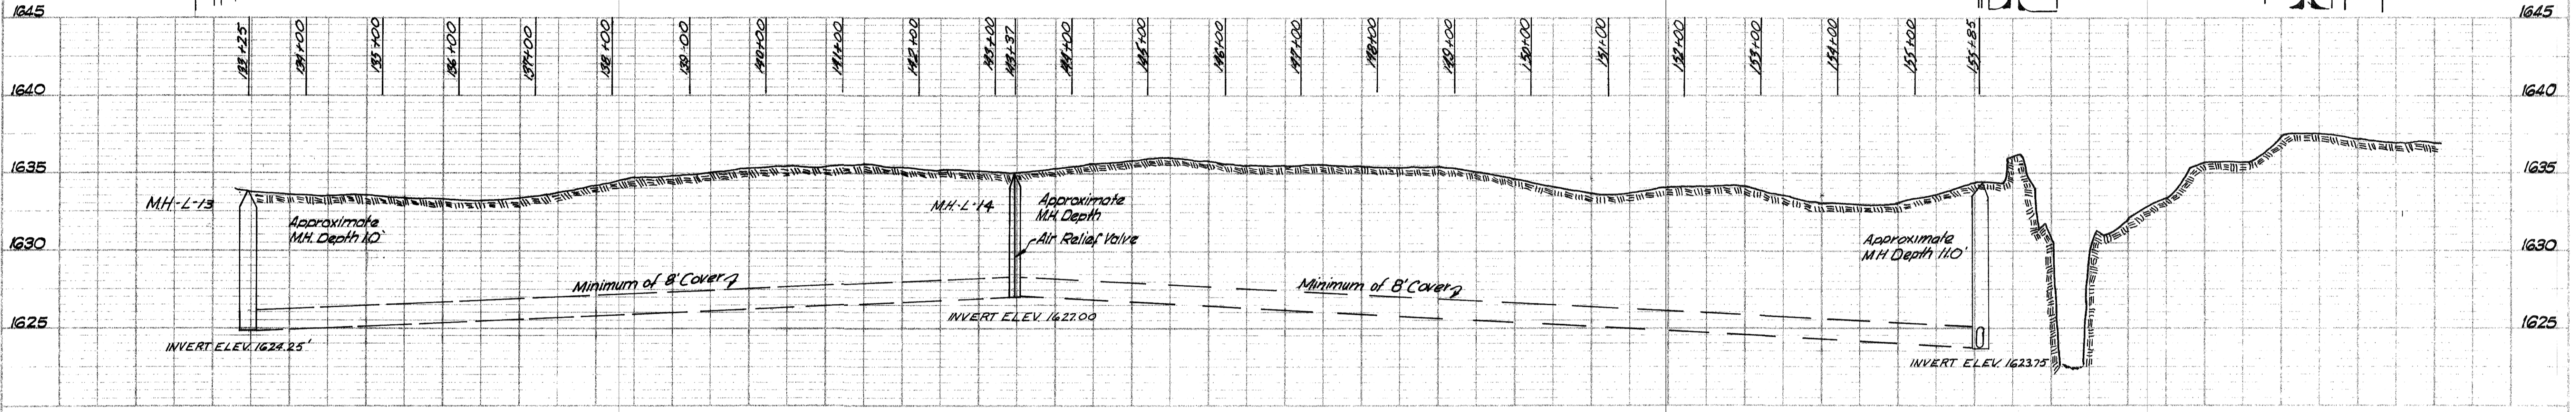 1645
1645
133+25
134+00
135+00
136+00
137+00
138+00
139+00
140+00
141+00
142+00
143+00
143+37
144+00
145+00
146+00
147+00
148+00
149+00
150+00
151+00
152+00
153+00
154+00
155+00
155+85
1640
1640
1635
1635
M.H.-L-13
Approximate
M.H. Depth 10'
M.H.-L-14
Approximate
M.H. Depth
Air Relief Valve
Approximate
M.H. Depth 11.0'
1630
1630
Minimum of 8' Cover
Minimum of 8' Cover
1625
1625
INVERT ELEV. 1624.25'
INVERT ELEV. 1627.00
INVERT ELEV. 1623.75